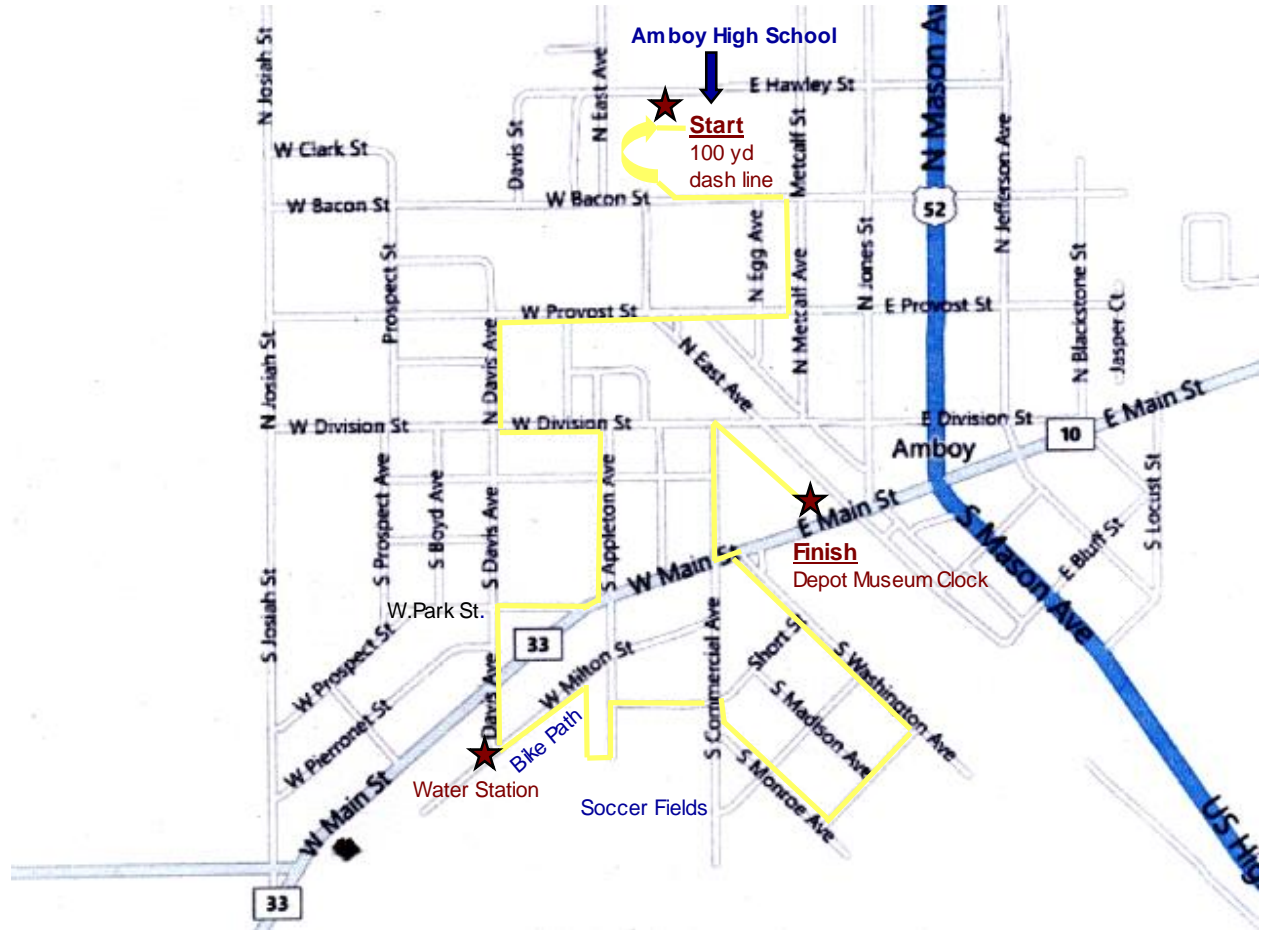 Amboy High School
N Josiah St
N East Ave
E Hawley St
N Mason Av
Start
100 yd
dash line
W Clark St
Davis St
Metcalf St
N Jefferson Ave
W Bacon St
W Bacon St
52
N Egg Ave
N Jones St
N Blackstone St
Prospect St
N Metcalf Ave
W Provost St
E Provost St
Jasper Ct
N Josiah St
N Davis Ave
N East Ave
W Division St
W Division St
E Division St
E Main St
10
Amboy
S Prospect Ave
S Boyd Ave
S Davis Ave
S Appleton Ave
E Main St
S Locust St
S Mason Ave
E Bluff St
W Main St
Finish
Depot Museum Clock
S Josiah St
W.Park St.
33
W Prospect St
W Milton St
S Commercial Ave
Short St
S Washington Ave
S Madison Ave
W Pierronet St
Davis Ave
Bike Path
S Monroe Ave
Water Station
Soccer Fields
W Main St
US Hig
33